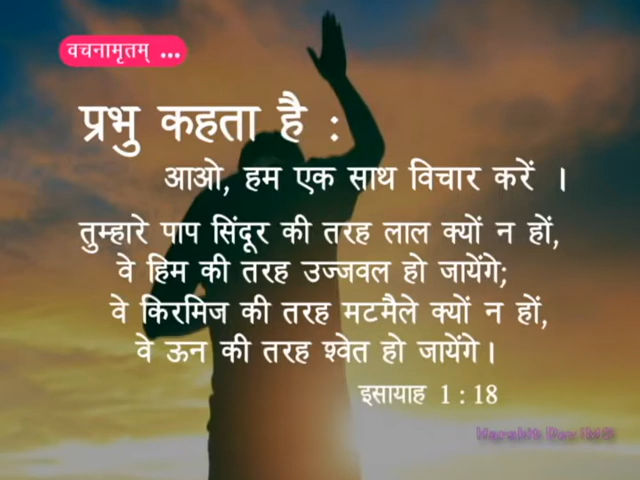 वचनामृतम् ...
प्रभु कहता है :
आओ, हम एक साथ विचार करें ।
तुम्हारे पाप सिंदूर की तरह लाल क्यों न हों,
वे हिम की तरह उज्जवल हो जायेंगे;
वे किरमिज की तरह मटमैले क्यों न हों,
वे ऊन की तरह श्वेत हो जायेंगे।
इसायाह 1 : 18